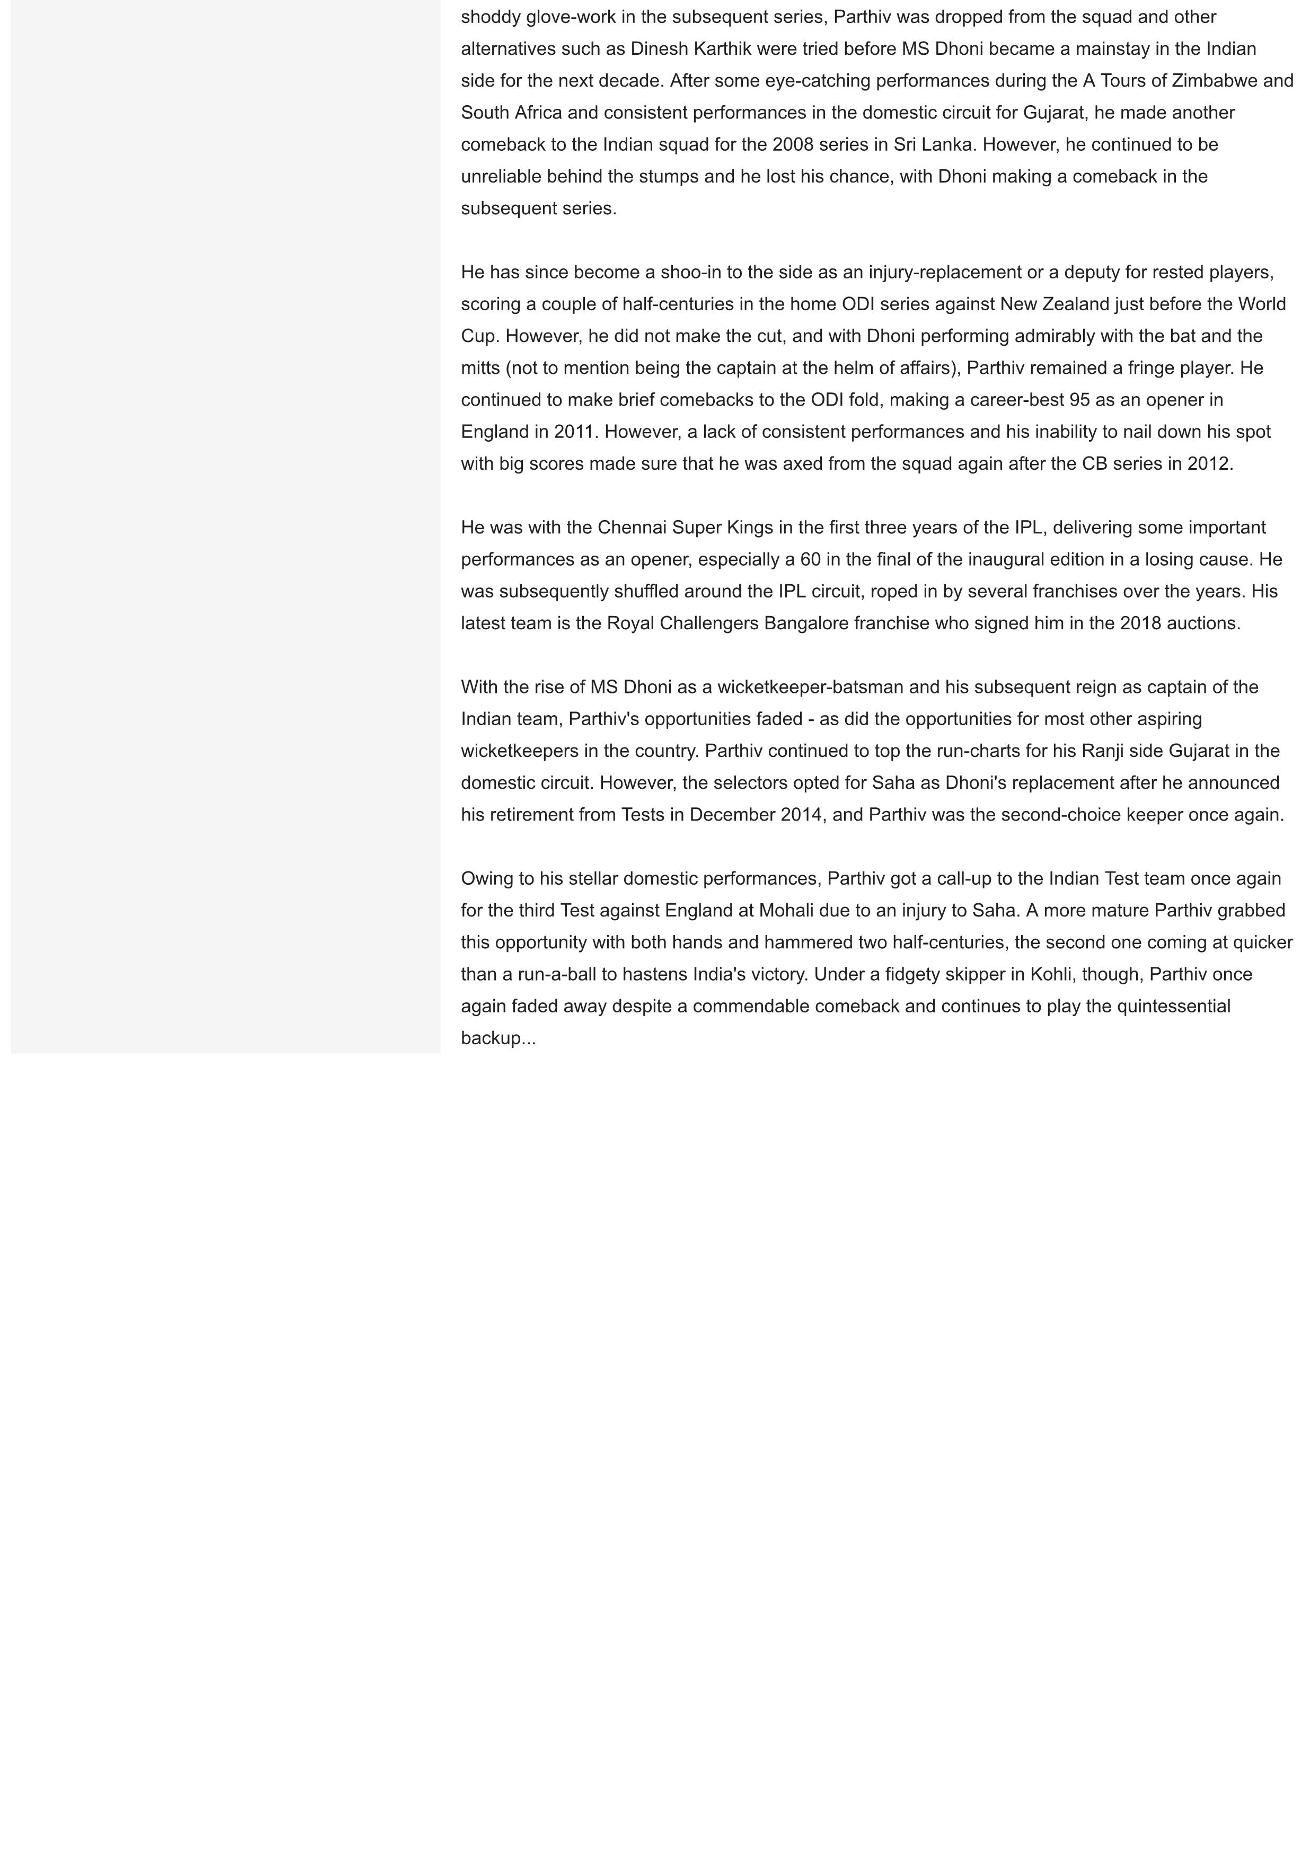 shoddy glove-work in the subsequent series, Parthiv was dropped from the squad and other
alternatives such as Dinesh Karthik were tried before MS Dhoni became a mainstay in the Indian
side for the next decade. After some eye-catching performances during the A Tours of Zimbabwe and
South Africa and consistent performances in the domestic circuit for Gujarat, he made another
comeback to the Indian squad for the 2008 series in Sri Lanka. However, he continued to be
unreliable behind the stumps and he lost his chance, with Dhoni making a comeback in the
subsequent series.

He has since become a shoo-in to the side as an injury-replacement or a deputy for rested players,
scoring a couple of half-centuries in the home ODI series against New Zealand just before the World
Cup. However, he did not make the cut, and with Dhoni performing admirably with the bat and the
mitts (not to mention being the captain at the helm of affairs), Parthiv remained a fringe player. He
continued to make brief comebacks to the ODI fold, making a career-best 95 as an opener in
England in 2011. However, a lack of consistent performances and his inability to nail down his spot
with big scores made sure that he was axed from the squad again after the CB series in 2012.

He was with the Chennai Super Kings in the first three years of the IPL, delivering some important
performances as an opener, especially a 60 in the final of the inaugural edition in a losing cause. He
was subsequently shuffled around the IPL circuit, roped in by several franchises over the years. His
latest team is the Royal Challengers Bangalore franchise who signed him in the 2018 auctions.

With the rise of MS Dhoni as a wicketkeeper-batsman and his subsequent reign as captain of the
Indian team, Parthiv's opportunities faded - as did the opportunities for most other aspiring
wicketkeepers in the country. Parthiv continued to top the run-charts for his Ranji side Gujarat in the
domestic circuit. However, the selectors opted for Saha as Dhoni's replacement after he announced
his retirement from Tests in December 2014, and Parthiv was the second-choice keeper once again.

Owing to his stellar domestic performances, Parthiv got a call-up to the Indian Test team once again
for the third Test against England at Mohali due to an injury to Saha. A more mature Parthiv grabbed
this opportunity with both hands and hammered two half-centuries, the second one coming at quicker
than a run-a-ball to hastens India's victory. Under a fidgety skipper in Kohli, though, Parthiv once
again faded away despite a commendable comeback and continues to play the quintessential
backup...